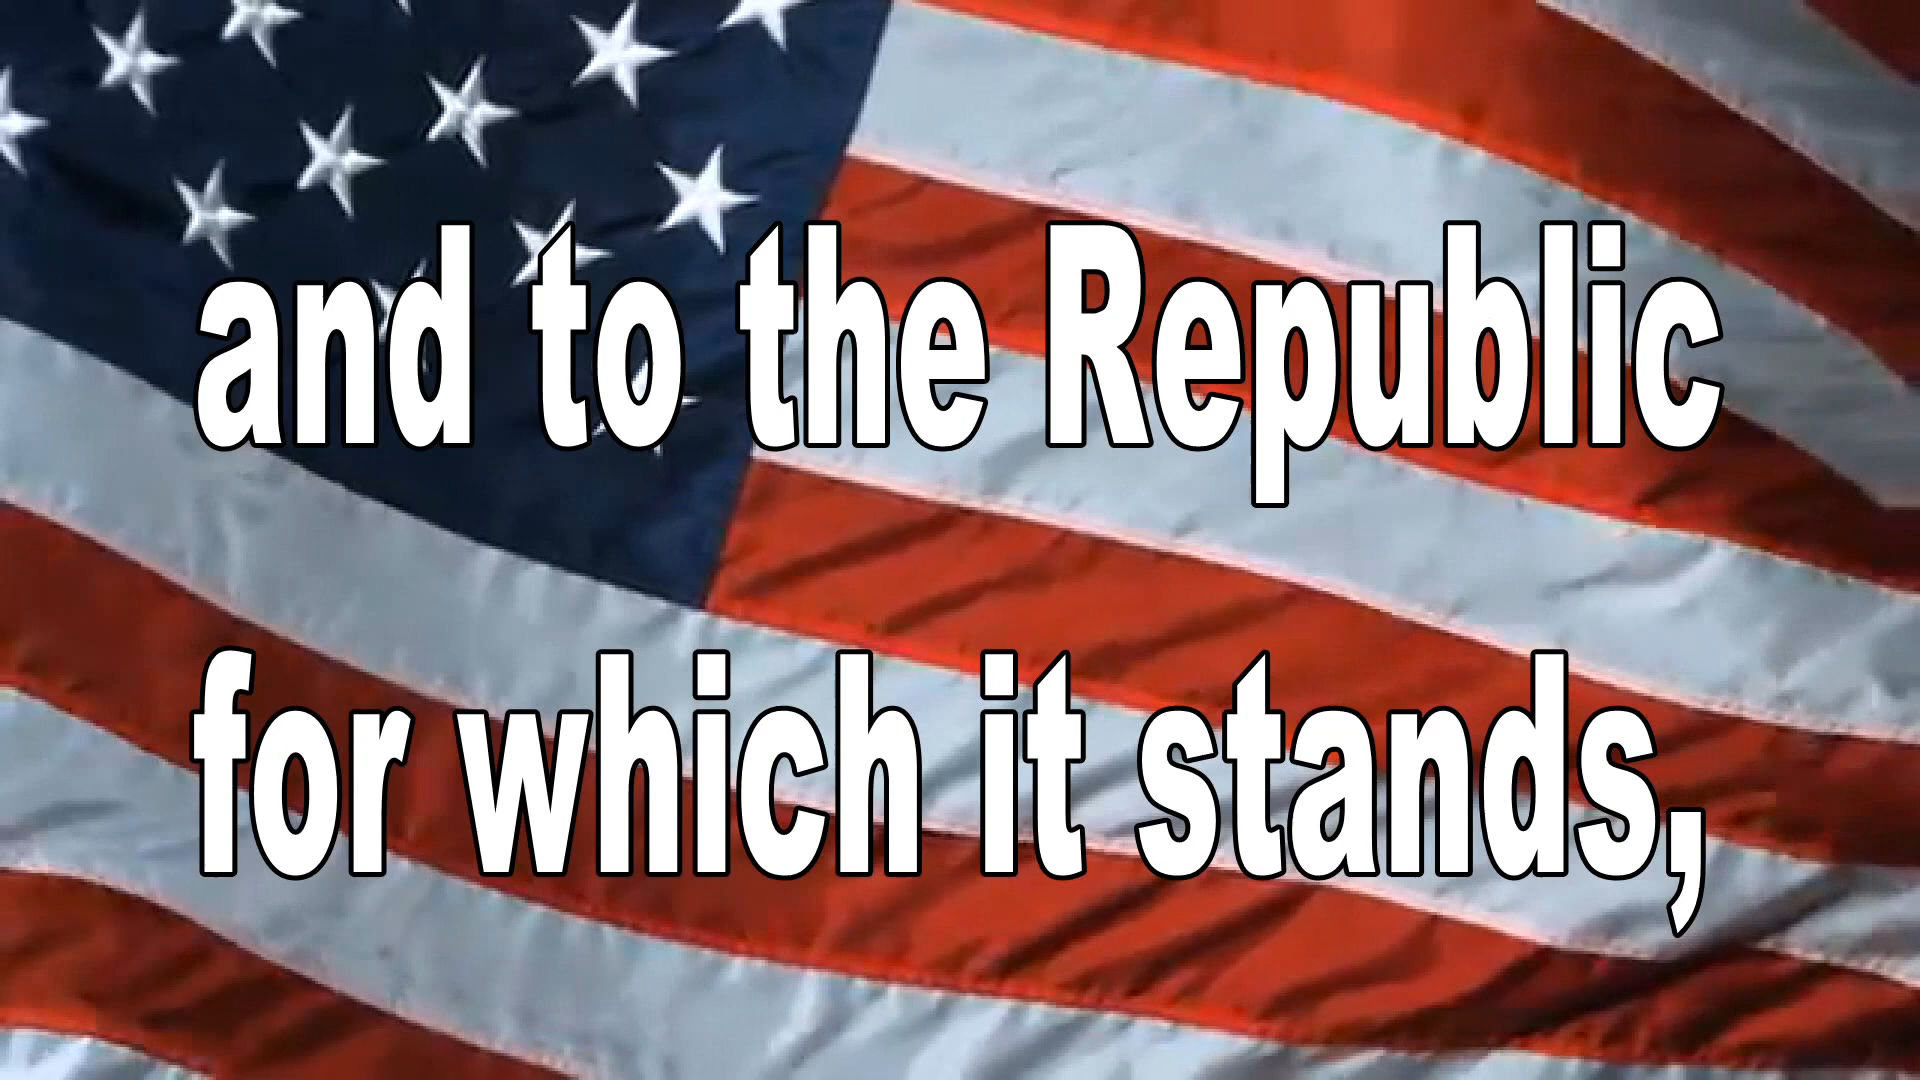 and to the Republic
for which it stands,